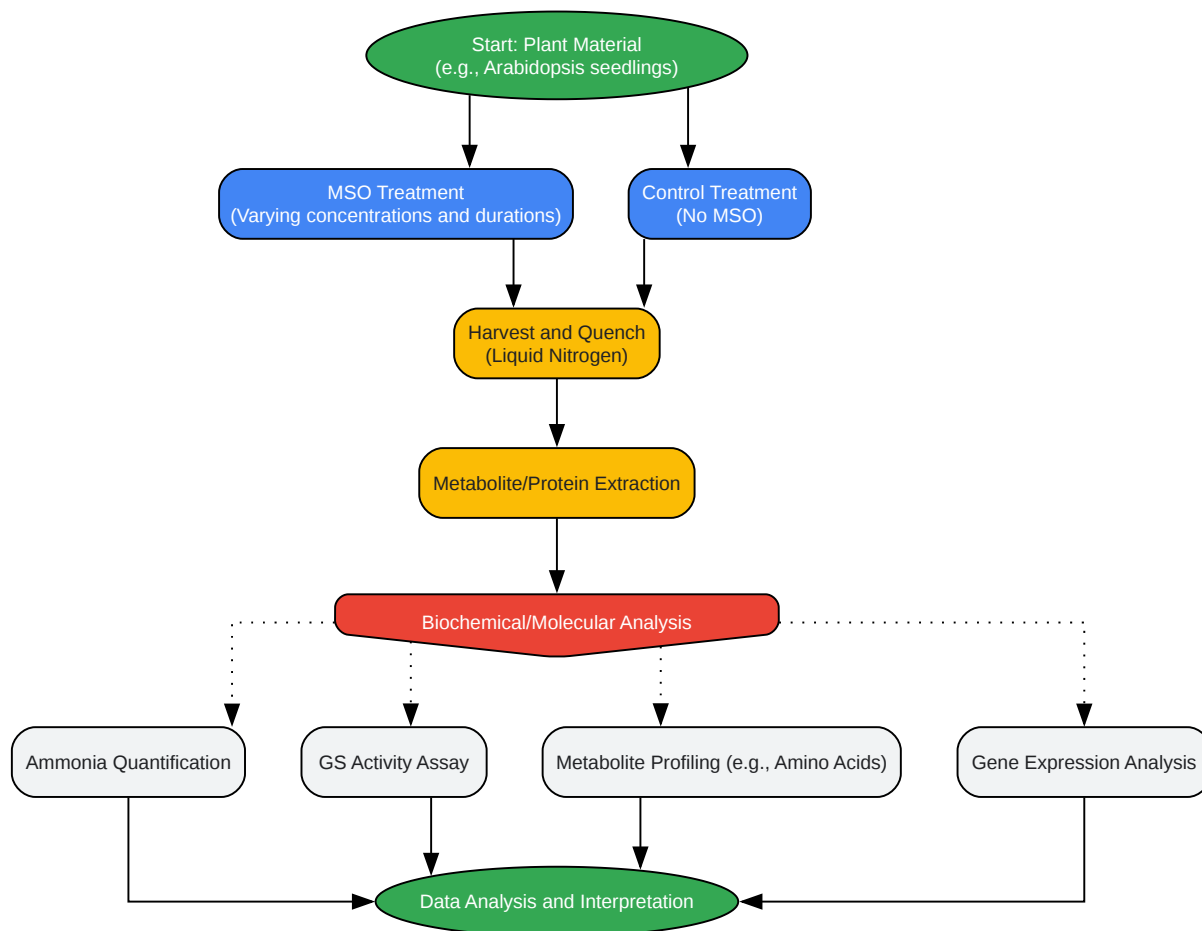 Start: Plant Material
(e.g., Arabidopsis seedlings)
MSO Treatment
(Varying concentrations and durations)
Control Treatment
(No MSO)
Harvest and Quench
(Liquid Nitrogen)
Metabolite/Protein Extraction
Biochemical/Molecular Analysis
Ammonia Quantification
GS Activity Assay
Metabolite Profiling (e.g., Amino Acids)
Gene Expression Analysis
Data Analysis and Interpretation